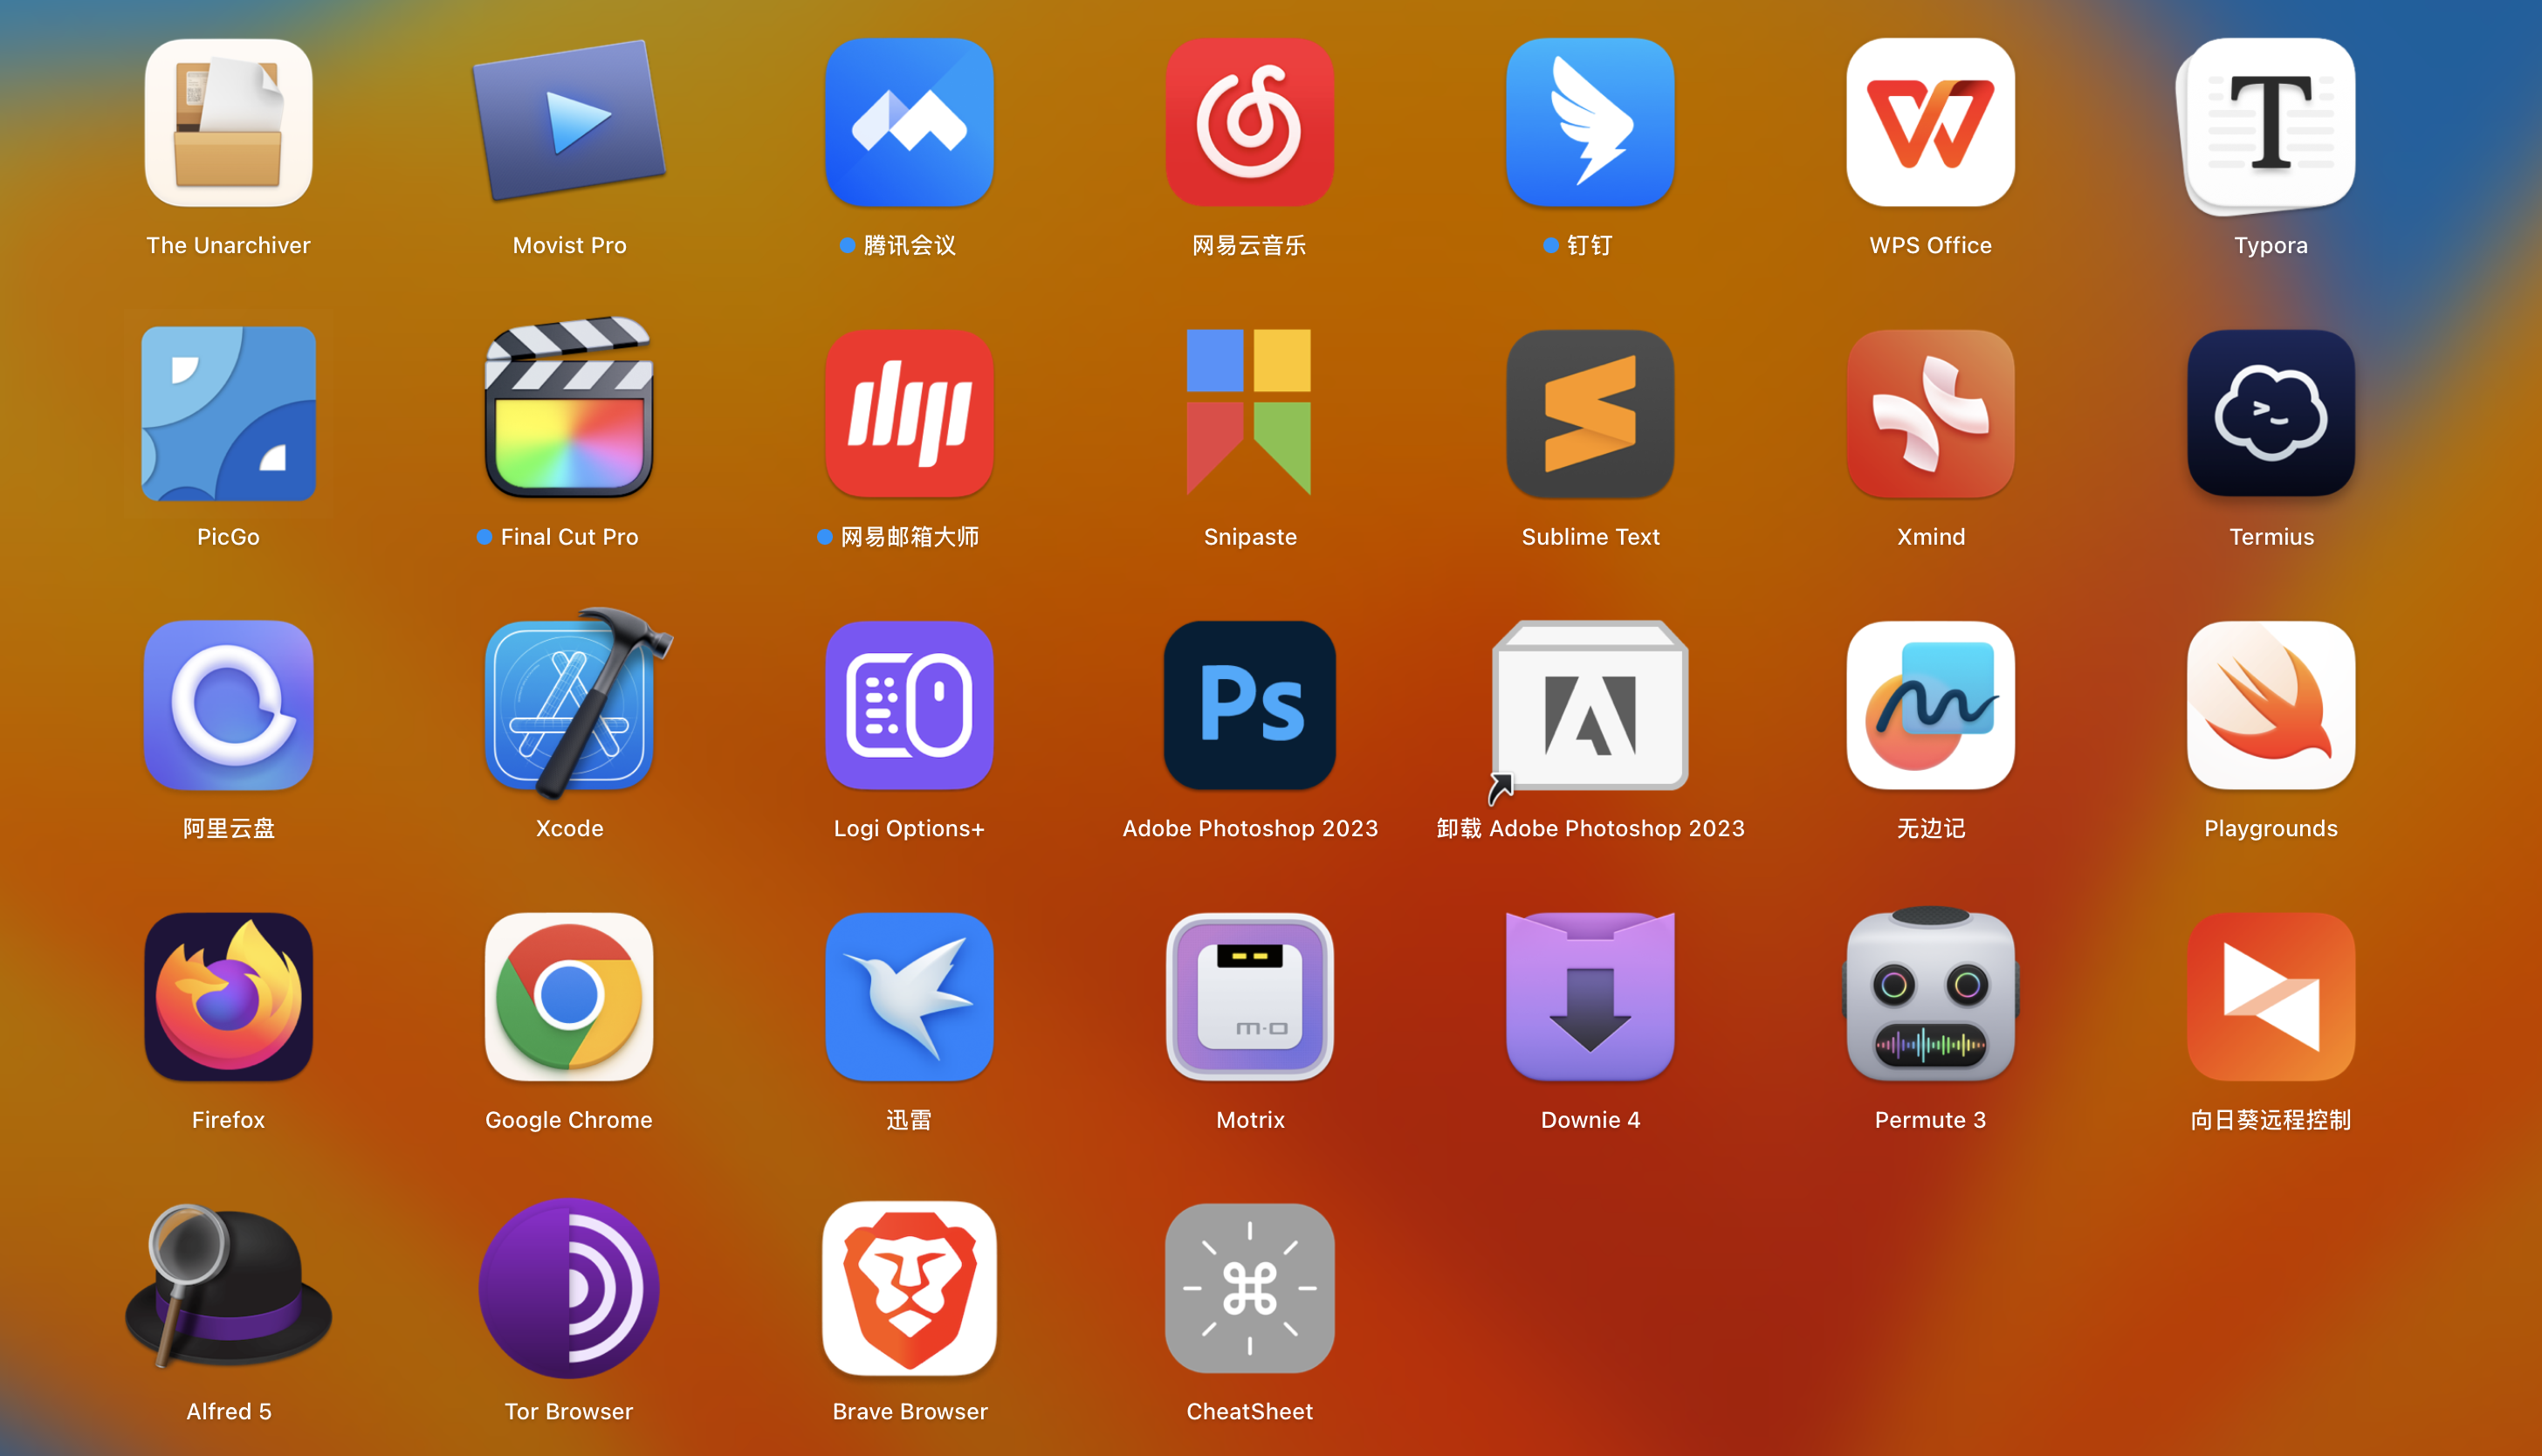 The Unarchiver
Movist Pro
腾讯会议
网易云音乐
钉钉
WPS Office
T
Typora
PicGo
Final Cut Pro
网易邮箱大师
Snipaste
Sublime Text
Xmind
>_
Termius
阿里云盘
Xcode
Logi Options+
Ps
Adobe Photoshop 2023
卸载 Adobe Photoshop 2023
无边记
Playgrounds
Firefox
Google Chrome
迅雷
m-o
Motrix
Downie 4
Permute 3
向日葵远程控制
Alfred 5
Tor Browser
Brave Browser
⌘
CheatSheet